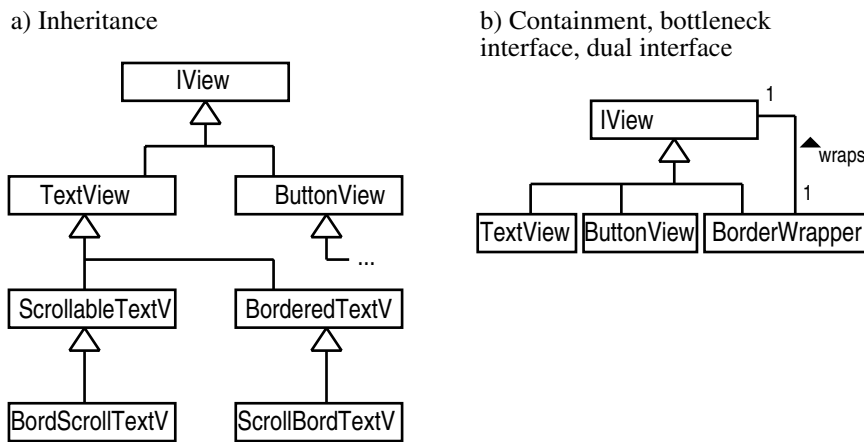 a) Inheritance
IView
TextView
ButtonView
...
ScrollableTextV
BorderedTextV
BordScrollTextV
ScrollBordTextV
b) Containment, bottleneck
interface, dual interface
1
IView
wraps
1
TextView
ButtonView
BorderWrapper